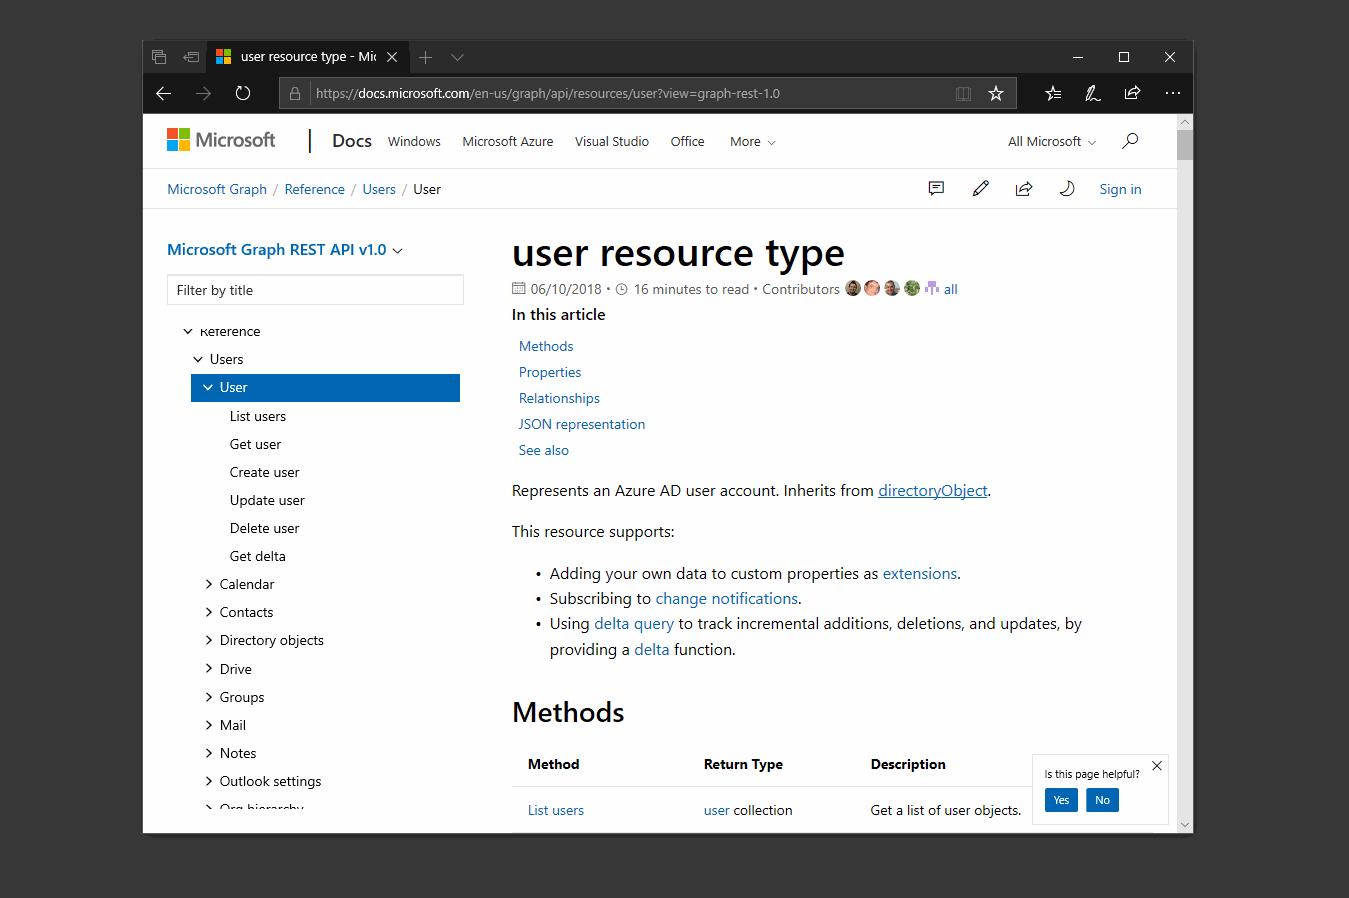 user resource type - Mic
https://docs.microsoft.com/en-us/graph/api/resources/user?view=graph-rest-1.0
Microsoft Docs Windows Microsoft Azure Visual Studio Office More All Microsoft
Microsoft Graph / Reference / Users / User Sign in
Microsoft Graph REST API v1.0
Filter by title
Reference
Users
User
List users
Get user
Create user
Update user
Delete user
Get delta
Calendar
Contacts
Directory objects
Drive
Groups
Mail
Notes
Outlook settings
Org hierarchy
user resource type
06/10/2018 • 16 minutes to read • Contributors all
In this article
Methods
Properties
Relationships
JSON representation
See also
Represents an Azure AD user account. Inherits from directoryObject.
This resource supports:
• Adding your own data to custom properties as extensions.
• Subscribing to change notifications.
• Using delta query to track incremental additions, deletions, and updates, by
providing a delta function.
Methods
Method Return Type Description
List users user collection Get a list of user objects.
Is this page helpful?
Yes No